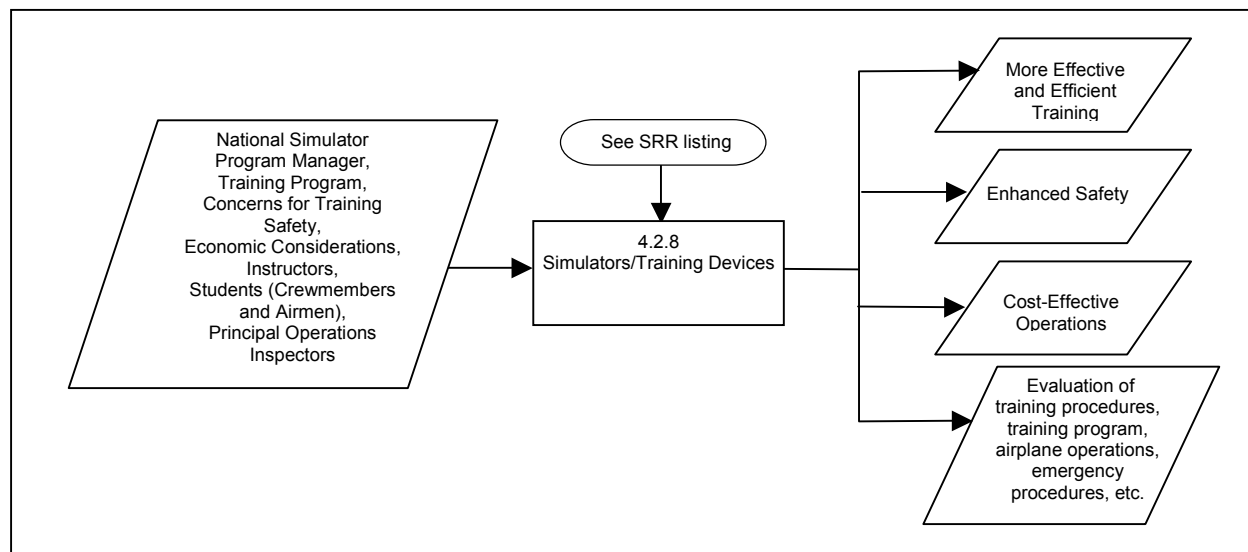 National Simulator
Program Manager,
Training Program,
Concerns for Training
Safety,
Economic Considerations,
Instructors,
Students (Crewmembers
and Airmen),
Principal Operations
Inspectors
See SRR listing
4.2.8
Simulators/Training Devices
More Effective
and Efficient
Training
Enhanced Safety
Cost-Effective
Operations
Evaluation of
training procedures,
training program,
airplane operations,
emergency
procedures, etc.